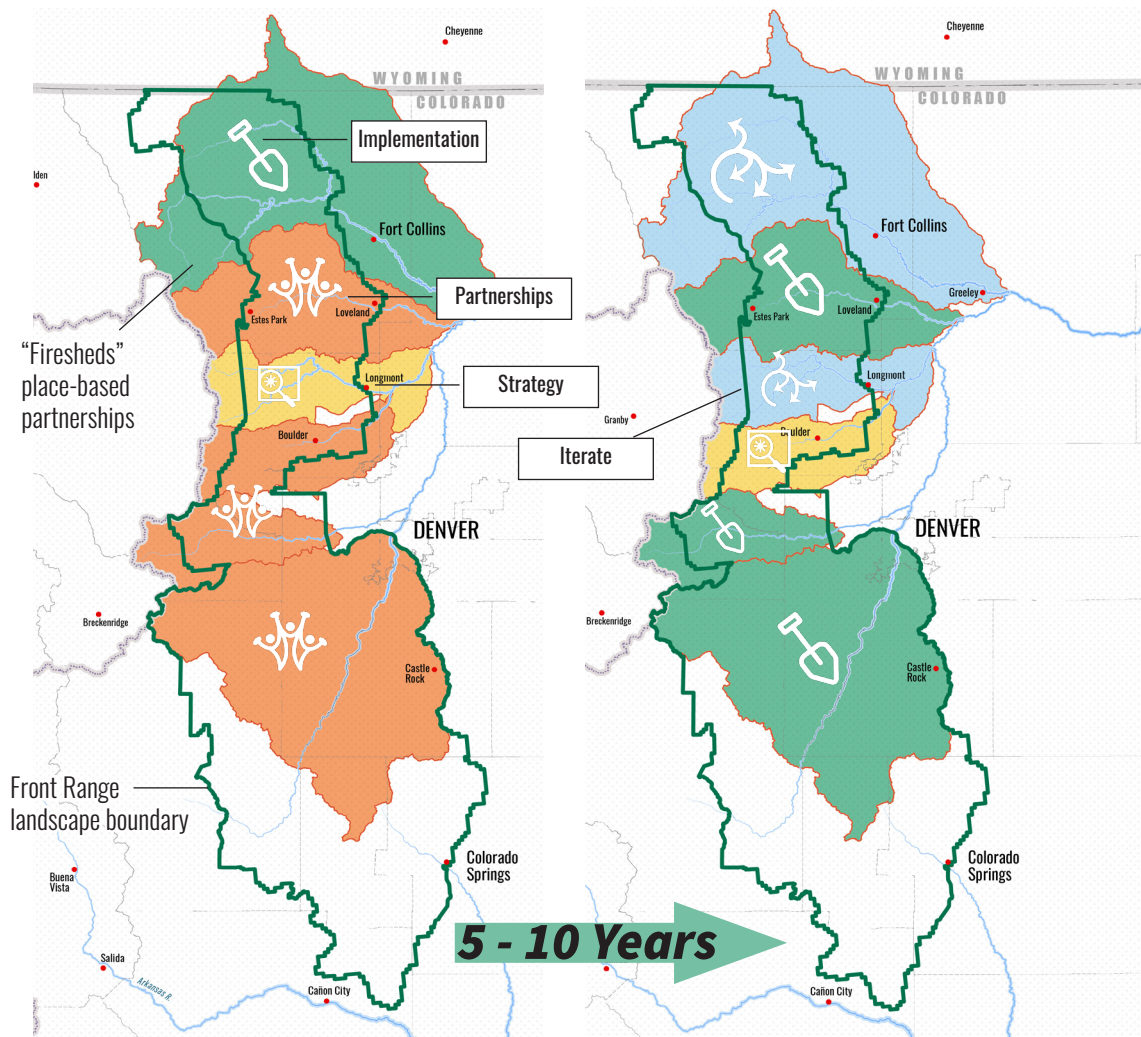 Cheyenne
WYOMING
COLORADO
Implementation
lden
Fort Collins
Partnerships
Estes Park
Loveland
“Firesheds”
place-based
partnerships
Strategy
Longmont
Boulder
DENVER
Breckenridge
Castle
Rock
Front Range
landscape boundary
Buena
Vista
Colorado
Springs
Salida
Arkansas R.
Cañon City
5 - 10 Years
Cheyenne
WYOMING
COLORADO
Fort Collins
Greeley
Estes Park
Loveland
Longmont
Granby
Iterate
Boulder
DENVER
Breckenridge
Castle
Rock
Colorado
Springs
Cañon City